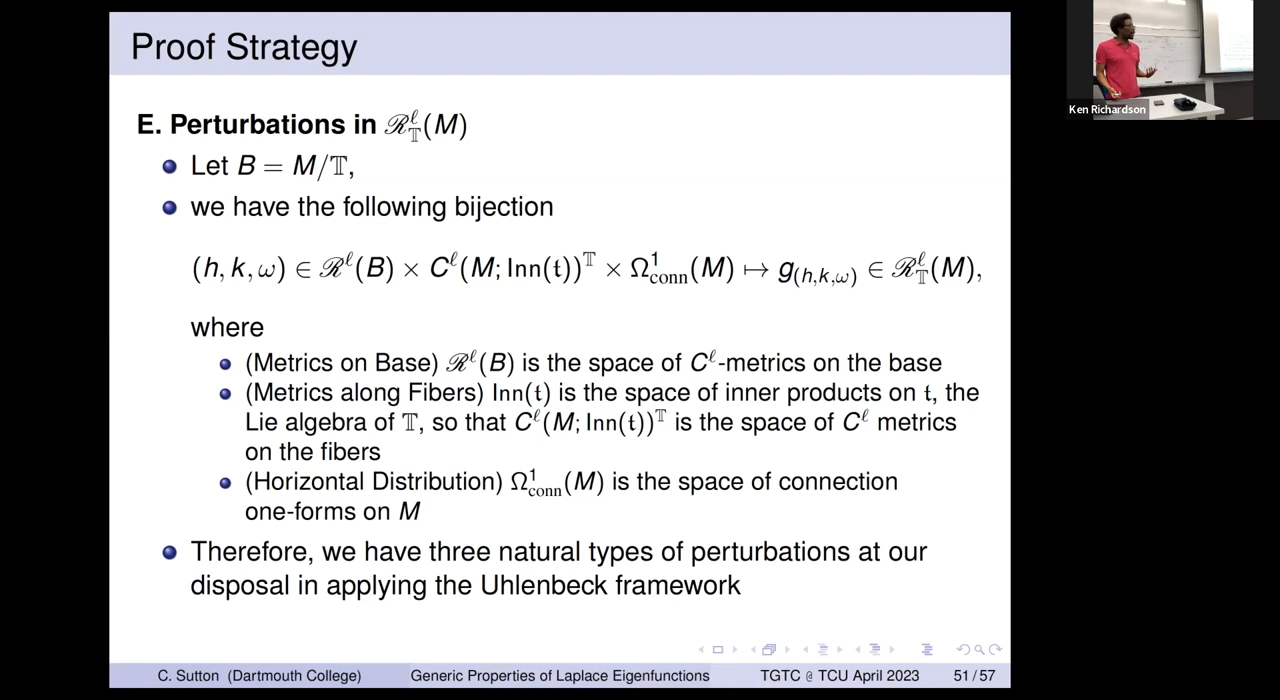 Proof Strategy
Ken Richardson
E. Perturbations in ℛ^ℓ_𝕋(M)
Let B = M/𝕋,
we have the following bijection
(h, k, ω) ∈ ℛ^ℓ(B) × C^ℓ(M; Inn(t))^𝕋 × Ω^1_conn(M) ↦ g_(h,k,ω) ∈ ℛ^ℓ_𝕋(M),
where
(Metrics on Base) ℛ^ℓ(B) is the space of C^ℓ-metrics on the base
(Metrics along Fibers) Inn(t) is the space of inner products on t, the
Lie algebra of 𝕋, so that C^ℓ(M; Inn(t))^𝕋 is the space of C^ℓ metrics
on the fibers
(Horizontal Distribution) Ω^1_conn(M) is the space of connection
one-forms on M
Therefore, we have three natural types of perturbations at our
disposal in applying the Uhlenbeck framework
C. Sutton (Dartmouth College) Generic Properties of Laplace Eigenfunctions TGTC @ TCU April 2023 51 / 57